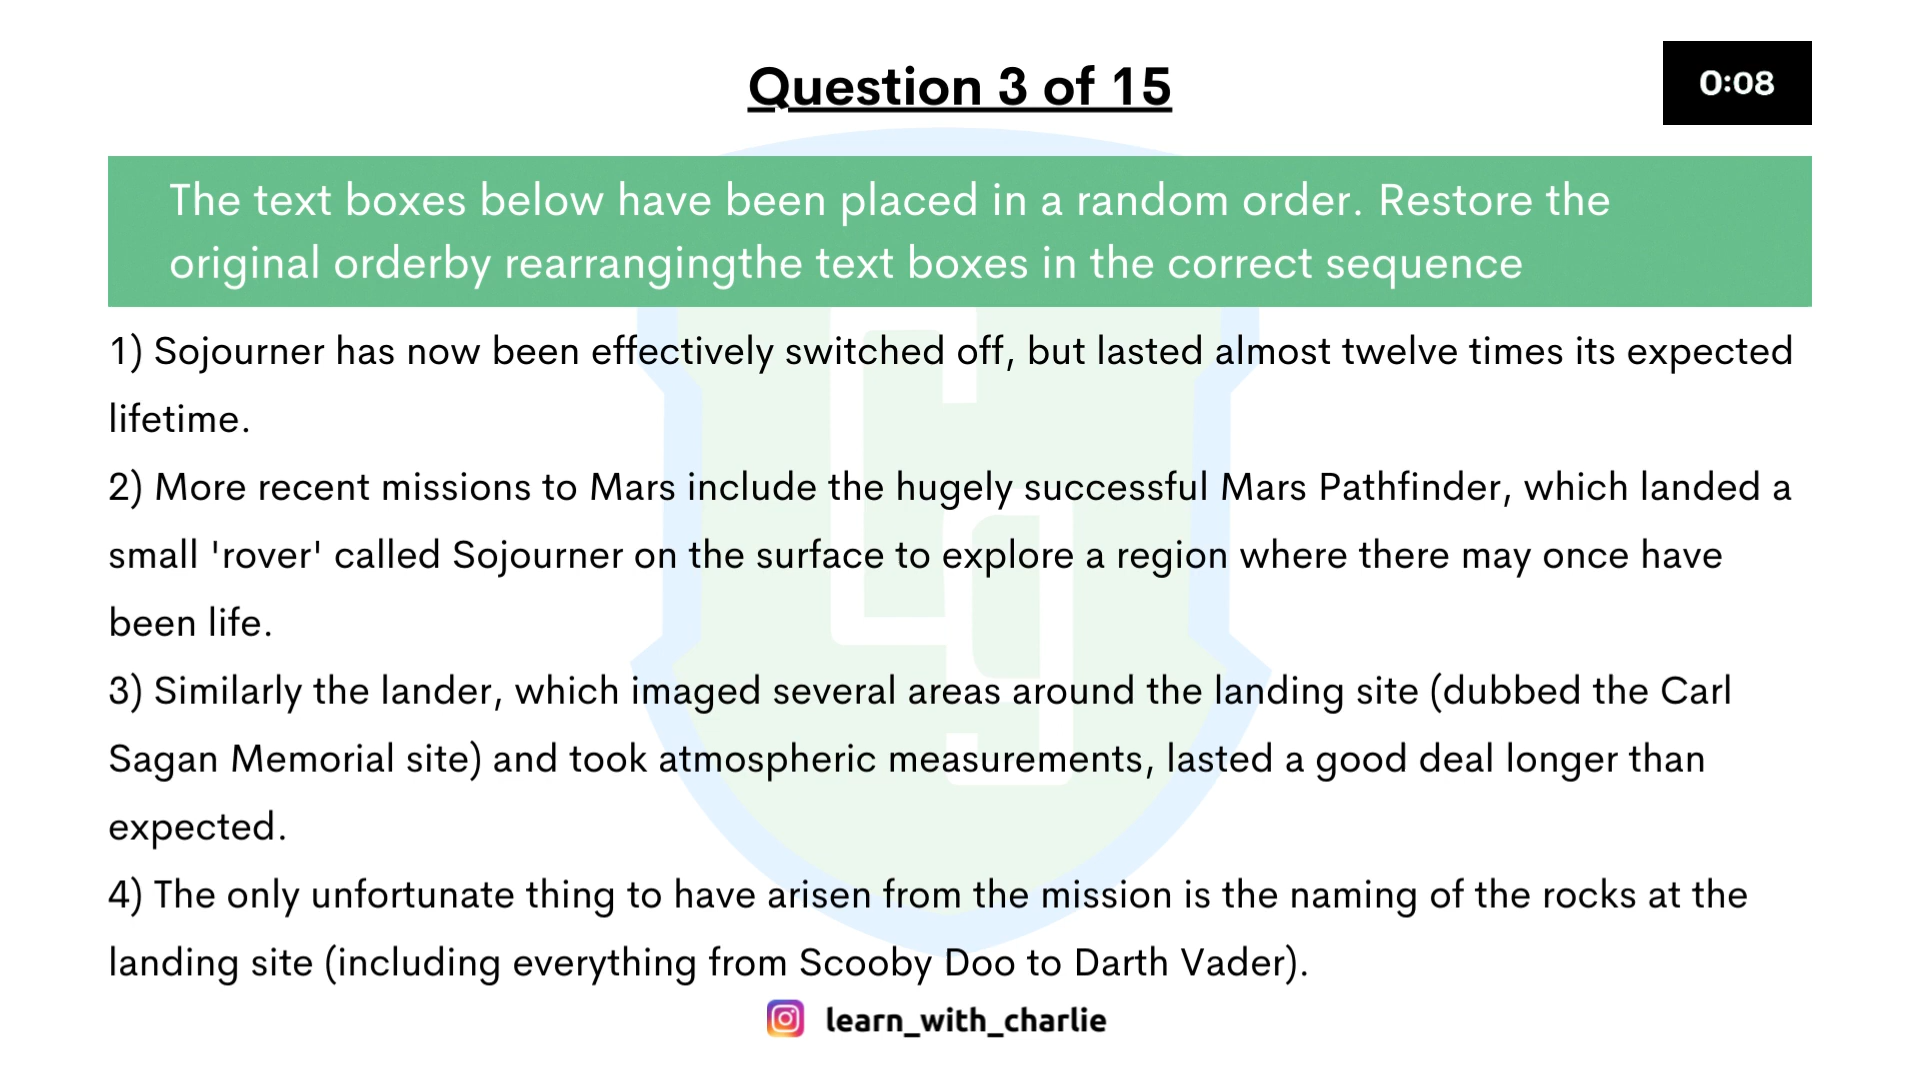 Question 3 of 15
0:08
The text boxes below have been placed in a random order. Restore the
original orderby rearrangingthe text boxes in the correct sequence
1) Sojourner has now been effectively switched off, but lasted almost twelve times its expected
lifetime.
2) More recent missions to Mars include the hugely successful Mars Pathfinder, which landed a
small 'rover' called Sojourner on the surface to explore a region where there may once have
been life.
3) Similarly the lander, which imaged several areas around the landing site (dubbed the Carl
Sagan Memorial site) and took atmospheric measurements, lasted a good deal longer than
expected.
4) The only unfortunate thing to have arisen from the mission is the naming of the rocks at the
landing site (including everything from Scooby Doo to Darth Vader).
learn_with_charlie